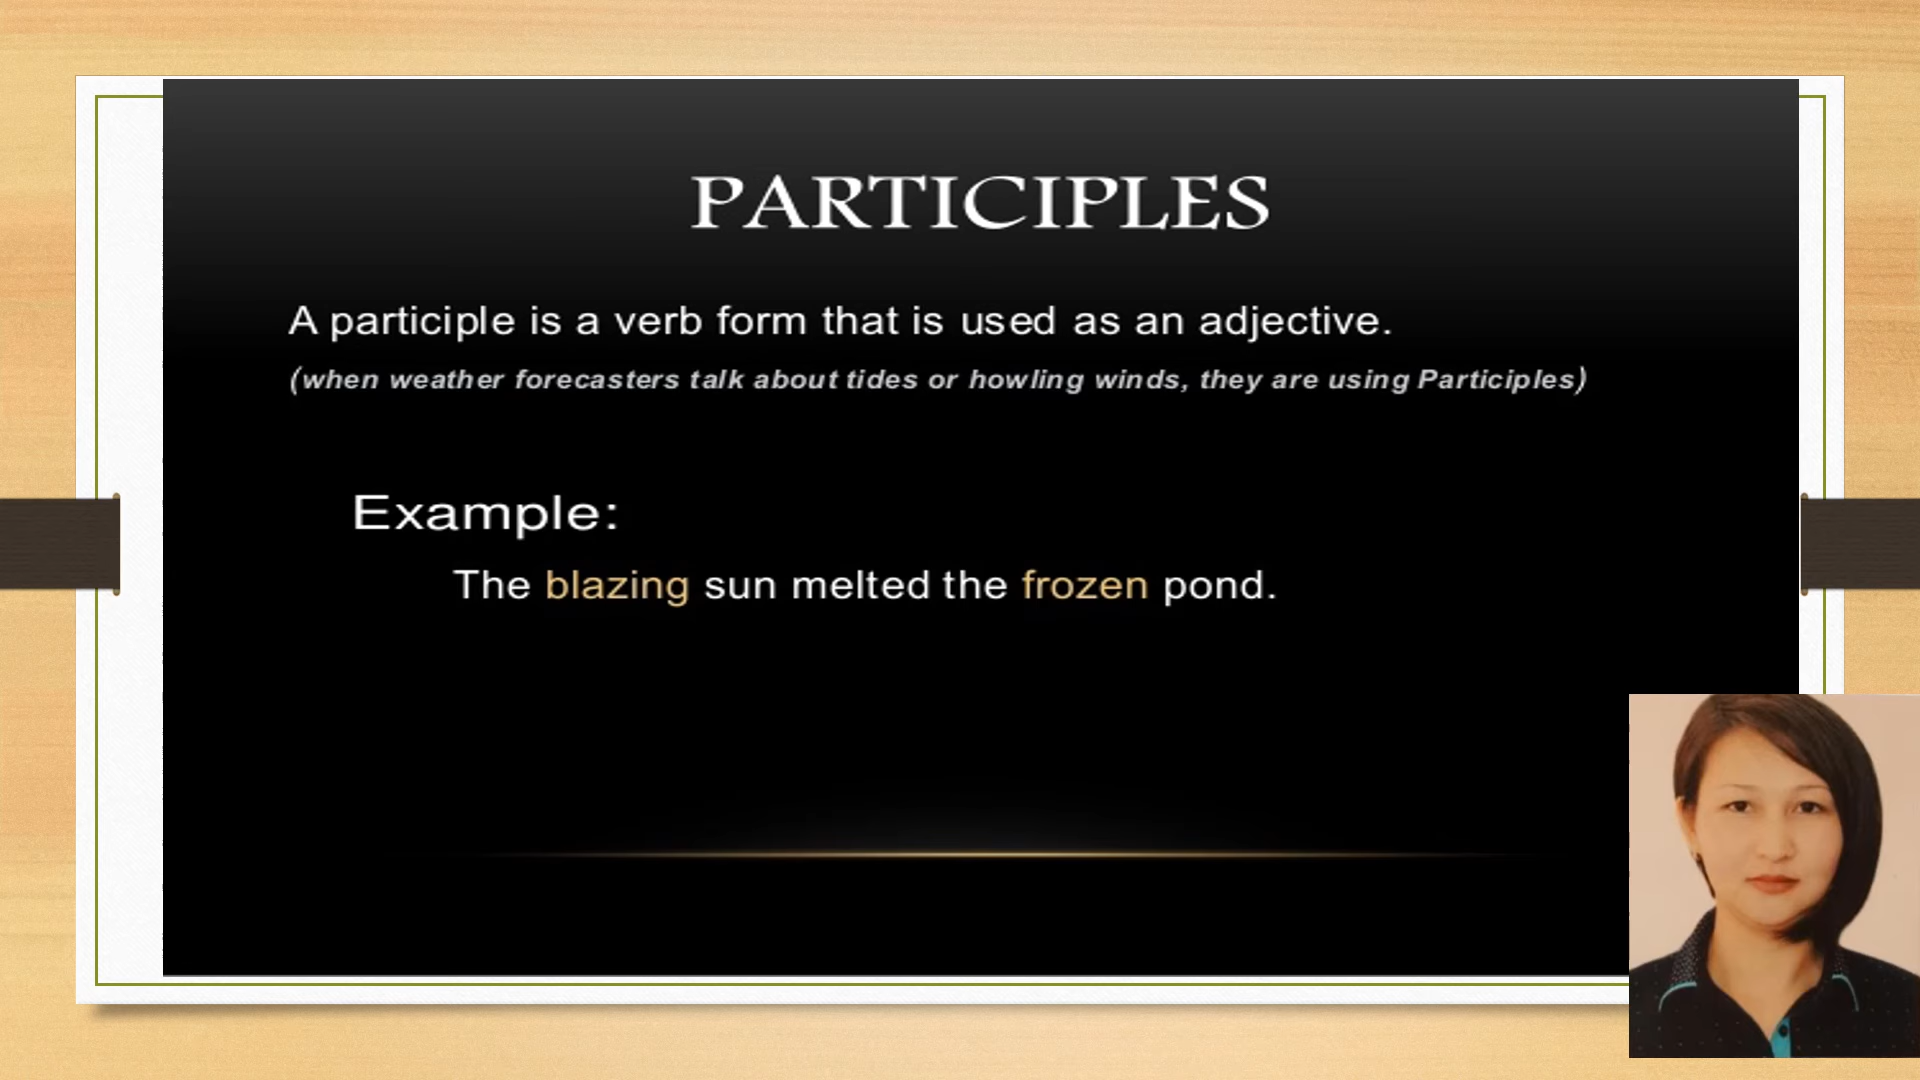 PARTICIPLES
A participle is a verb form that is used as an adjective.
(when weather forecasters talk about tides or howling winds, they are using Participles)
Example:
The blazing sun melted the frozen pond.